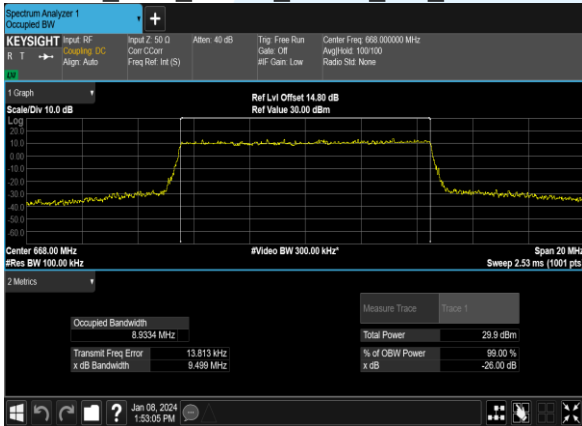 Spectrum Analyzer 1
Occupied BW
KEYSIGHT Input: RF Input Z: 50 Ω Atten: 40 dB Trig: Free Run Center Freq: 668.000000 MHz
R T Coupling: DC Corr CCorr Gate: Off Avg|Hold: 100/100
Align: Auto Freq Ref: Int (S) #IF Gain: Low Radio Std: None
LXI
1 Graph
Ref Lvl Offset 14.80 dB
Scale/Div 10.0 dB Ref Value 30.00 dBm
Log
20.0
10.0
0.00
-10.0
-20.0
-30.0
-40.0
-50.0
-60.0
Center 668.00 MHz #Video BW 300.00 kHz* Span 20 MHz
#Res BW 100.00 kHz Sweep 2.53 ms (1001 pts)
2 Metrics
Measure Trace Trace 1
Occupied Bandwidth
8.9334 MHz Total Power 29.9 dBm
Transmit Freq Error 13.813 kHz % of OBW Power 99.00 %
x dB Bandwidth 9.499 MHz x dB -26.00 dB
Jan 08, 2024
1:53:05 PM